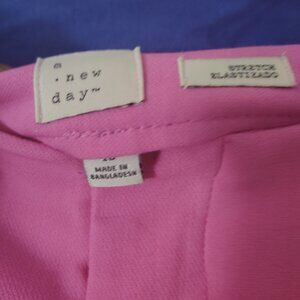 a
. new
day™
STRETCH
ELASTIZADO
MADE IN
BANGLADESH